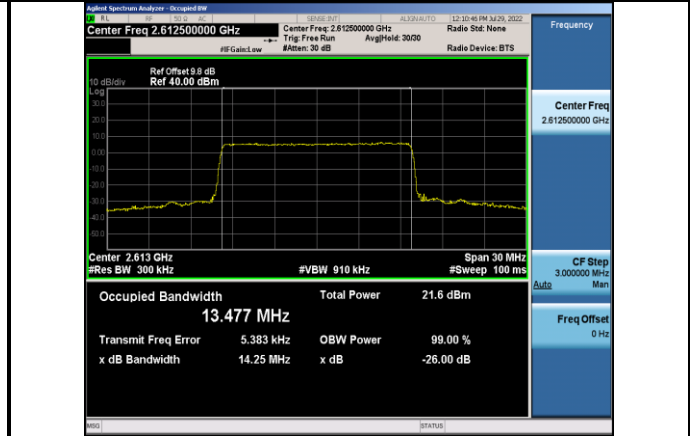 Agilent Spectrum Analyzer - Occupied BW
RL RF 50 Ω AC SENSE:INT ALIGNAUTO 12:10:46 PM Jul 29, 2022
Center Freq 2.612500000 GHz Center Freq: 2.612500000 GHz Radio Std: None Frequency
Trig: Free Run Avg|Hold: 30/30
#IFGain:Low #Atten: 30 dB Radio Device: BTS
Ref Offset 9.8 dB
10 dB/div Ref 40.00 dBm
Log
30.0
20.0
10.0
0.00
-10.0
-20.0
-30.0
-40.0
-50.0
Center Freq
2.612500000 GHz
Center 2.613 GHz Span 30 MHz
#Res BW 300 kHz #VBW 910 kHz #Sweep 100 ms
CF Step
3.000000 MHz
Auto Man
Occupied Bandwidth Total Power 21.6 dBm
13.477 MHz
Freq Offset
0 Hz
Transmit Freq Error 5.383 kHz OBW Power 99.00 %
x dB Bandwidth 14.25 MHz x dB -26.00 dB
MSG STATUS